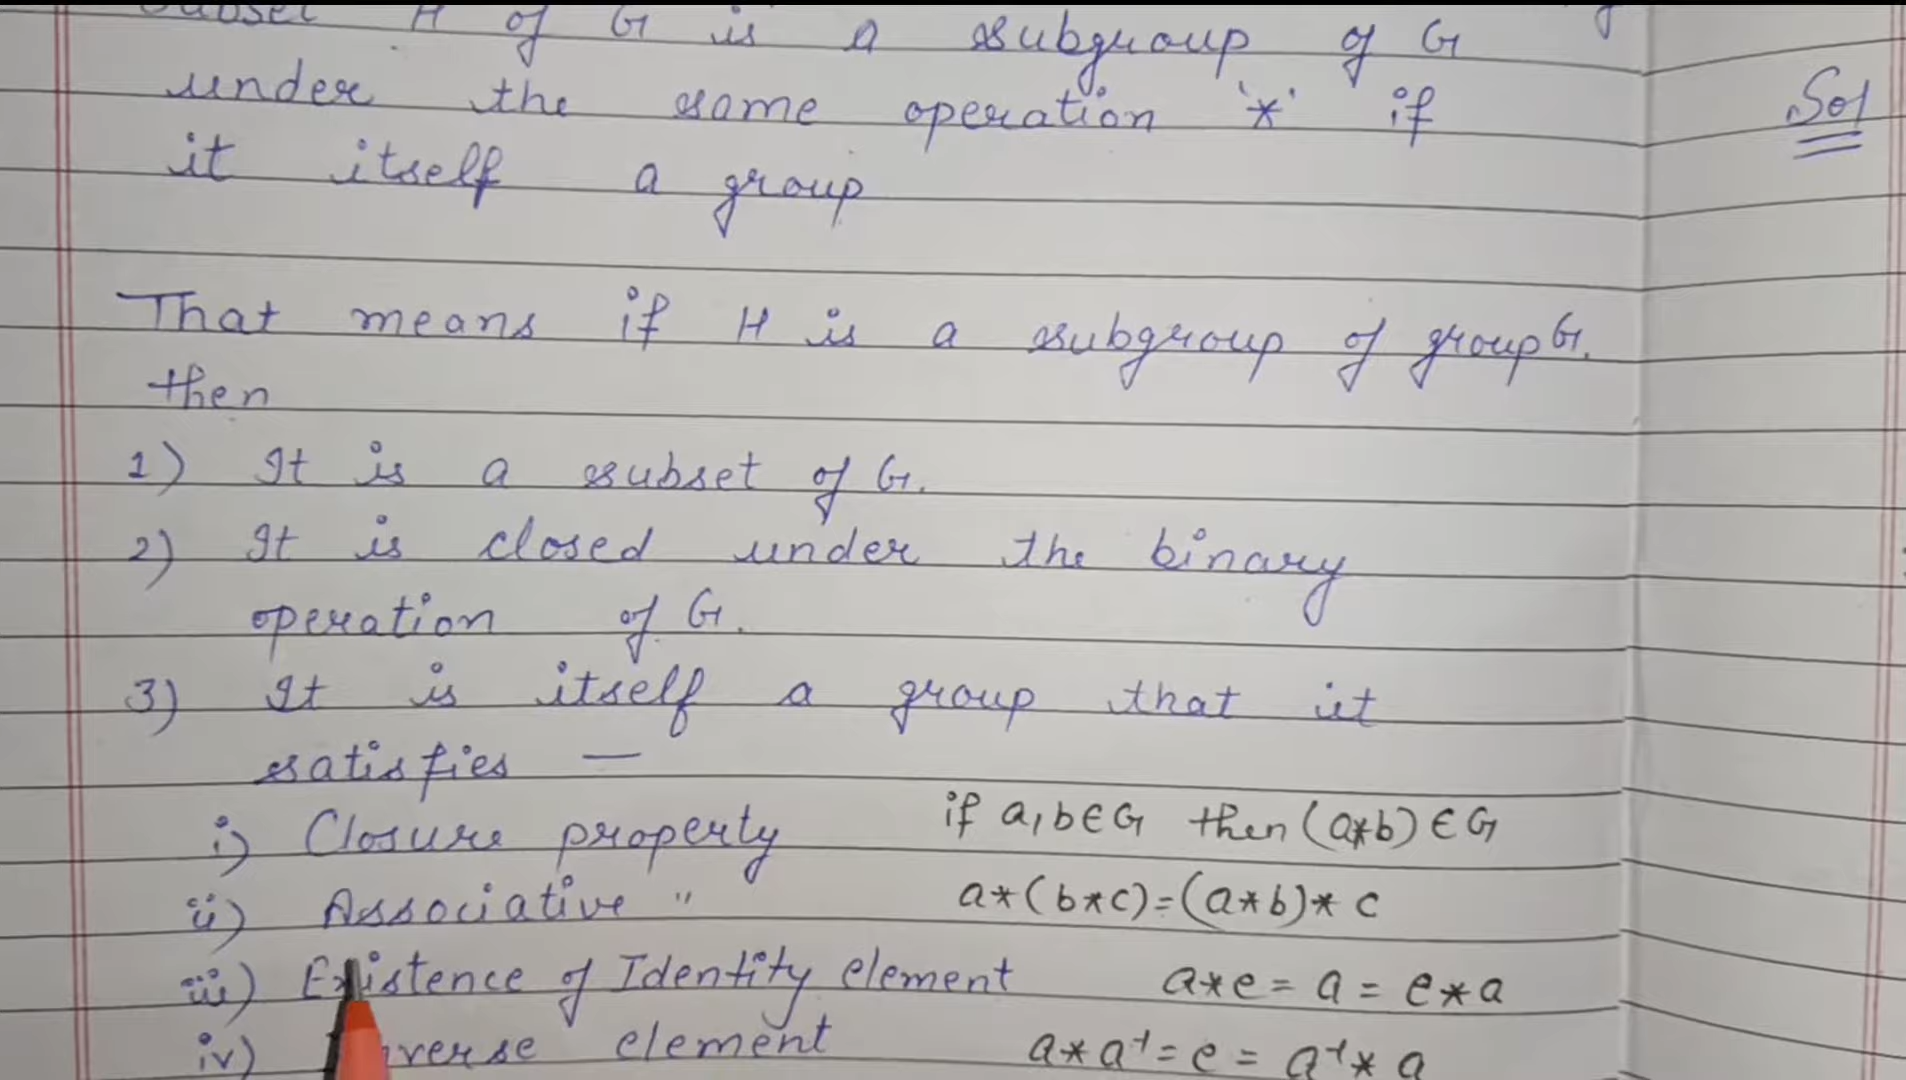 subset H of G is a subgroup of G
under the same operation '*' if
it itself a group
That means if H is a subgroup of group G.
then
1) It is a subset of G.
2) It is closed under the binary
operation of G.
3) It is itself a group that it
satisfies —
i) Closure property if a,b∈G then (a*b) ∈ G
ii) Associative " a*(b*c)=(a*b)*c
iii) Existence of Identity element a*e = a = e*a
iv) Inverse element a*a⁻¹ = e = a⁻¹*a
Sol